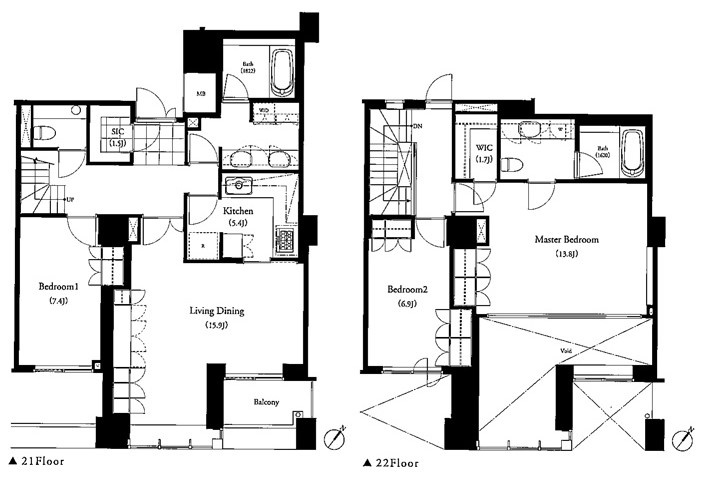 Bath
(1822)
MB
W/D
SIC
(1.5J)
UP
Kitchen
(5.4J)
R
Bedroom1
(7.4J)
Living Dining
(15.9J)
Balcony
N
▲ 21Floor
DN
WIC
(1.7J)
Bath
(1620)
Master Bedroom
(13.8J)
Bedroom2
(6.9J)
Void
N
▲ 22Floor